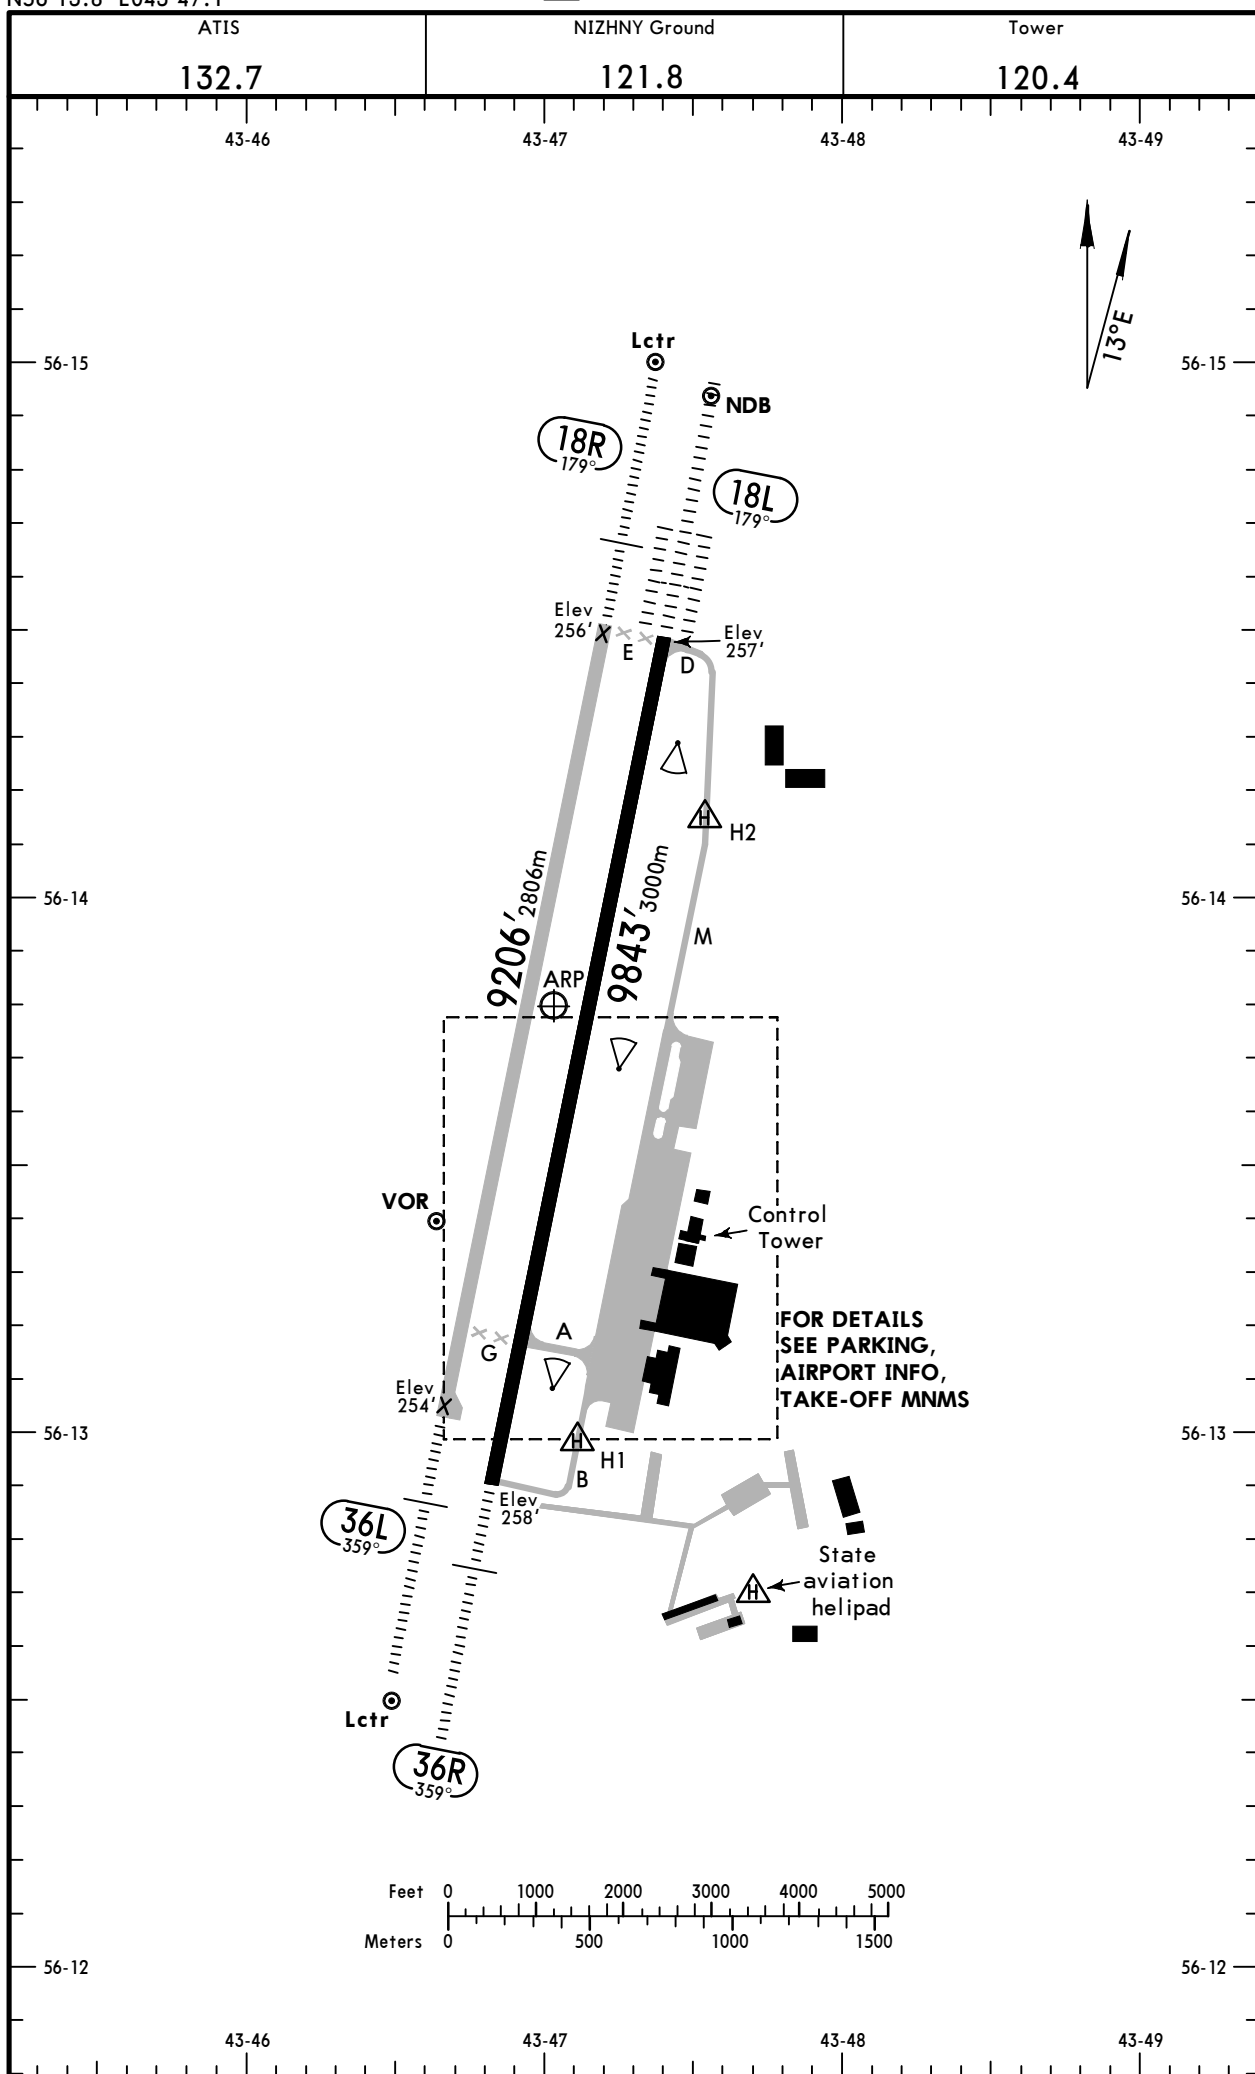 ATIS
132.7
NIZHNY Ground
121.8
Tower
120.4
43-46
43-47
43-48
43-49
13°E
56-15
56-15
Lctr
NDB
18R
179°
18L
179°
Elev
256'
Elev
257'
E
D
H
H2
56-14
56-14
9206' 2806m
9843' 3000m
M
ARP
VOR
Control
Tower
A
G
FOR DETAILS
SEE PARKING,
AIRPORT INFO,
TAKE-OFF MNMS
Elev
254'
56-13
56-13
H
H1
B
Elev
258'
36L
359°
State
aviation
helipad
H
Lctr
36R
359°
Feet 0 1000 2000 3000 4000 5000
Meters 0 500 1000 1500
56-12
56-12
43-46
43-47
43-48
43-49